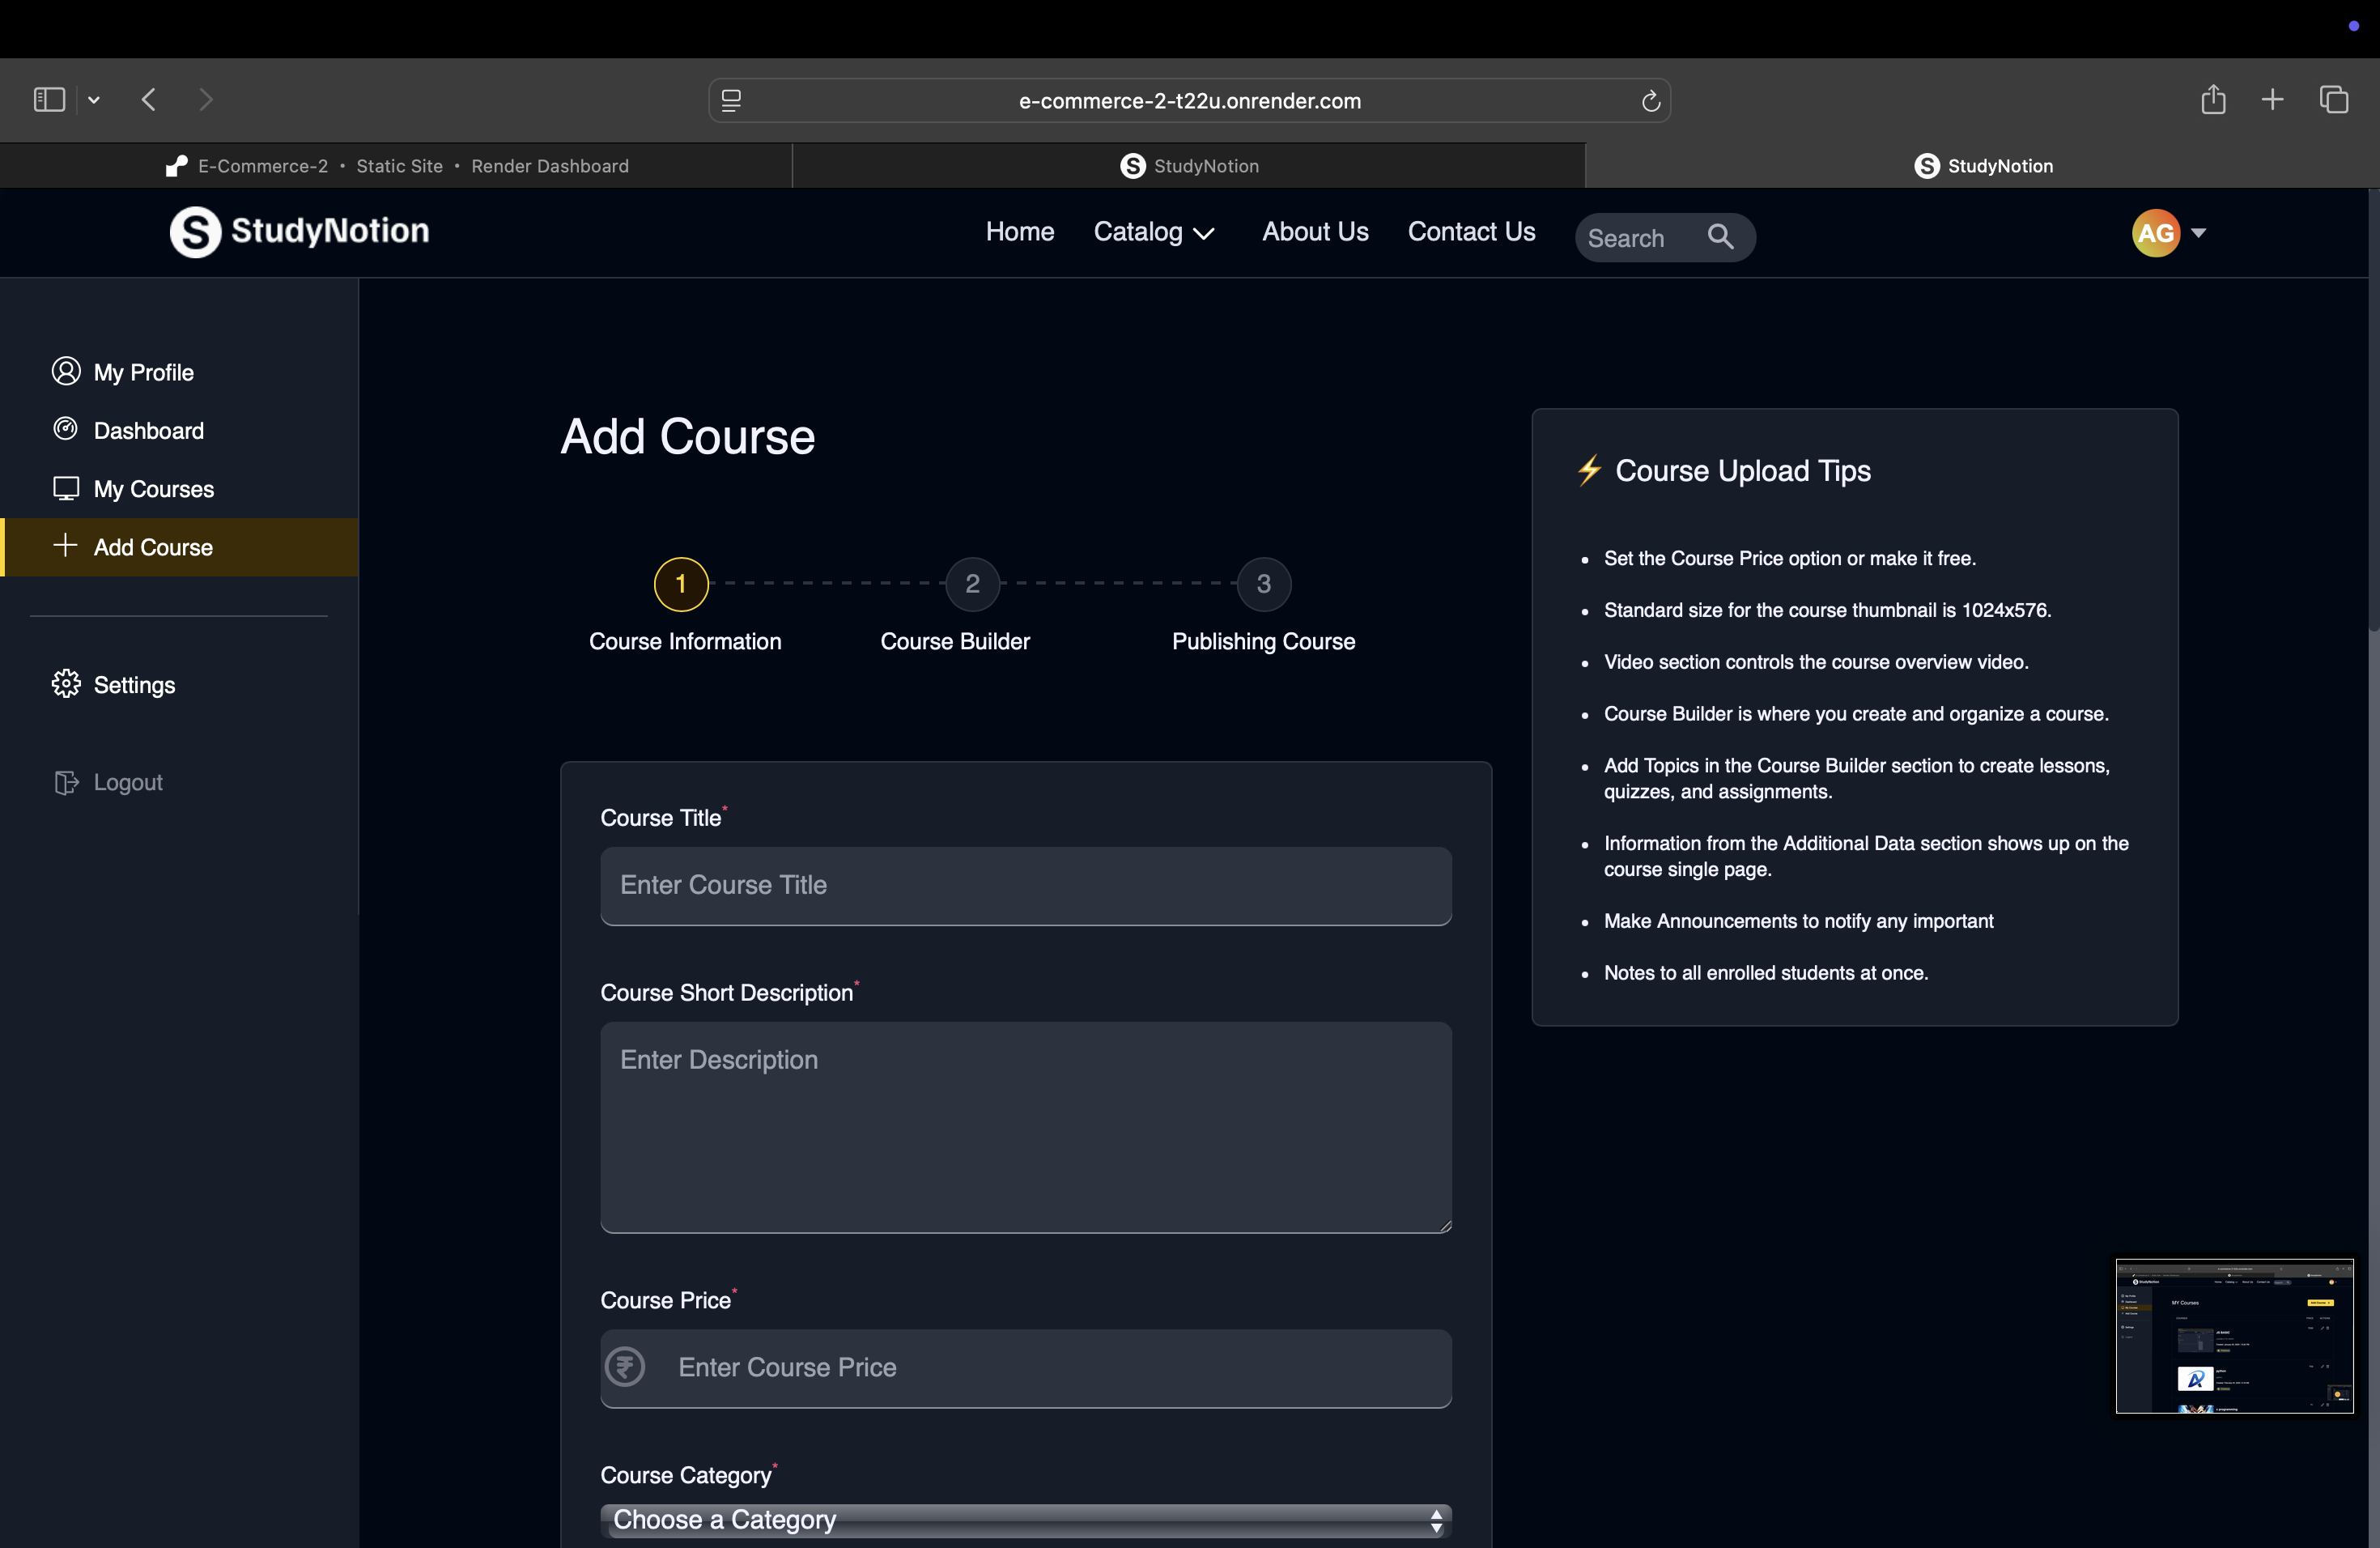 e-commerce-2-t22u.onrender.com
E-Commerce-2 • Static Site • Render Dashboard
StudyNotion
StudyNotion
StudyNotion
Home
Catalog
About Us
Contact Us
Search
AG
My Profile
Dashboard
My Courses
Add Course
Settings
Logout
Add Course
1
2
3
Course Information
Course Builder
Publishing Course
Course Title*
Enter Course Title
Course Short Description*
Enter Description
Course Price*
₹
Enter Course Price
Course Category*
Choose a Category
⚡ Course Upload Tips
• Set the Course Price option or make it free.
• Standard size for the course thumbnail is 1024x576.
• Video section controls the course overview video.
• Course Builder is where you create and organize a course.
• Add Topics in the Course Builder section to create lessons,
quizzes, and assignments.
• Information from the Additional Data section shows up on the
course single page.
• Make Announcements to notify any important
• Notes to all enrolled students at once.
MY Courses